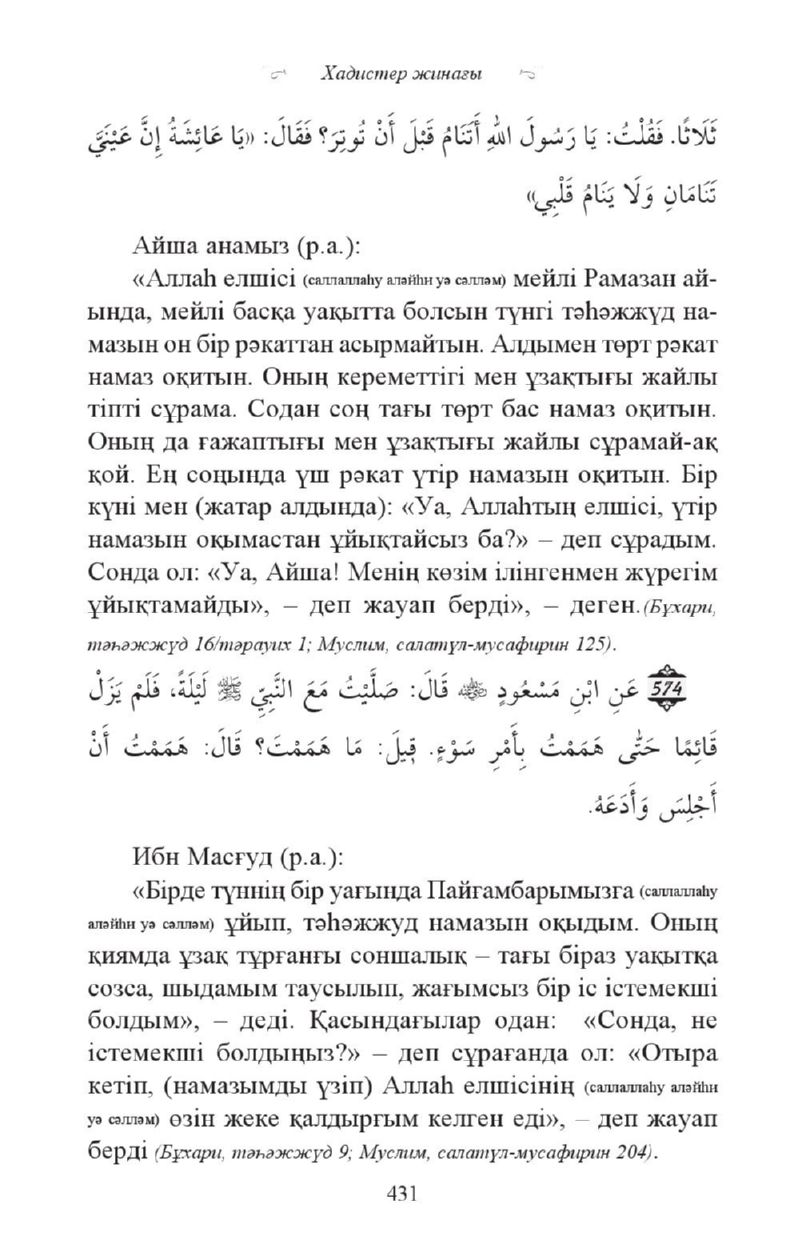 Хадистер жинағы
ثَلَاثًا. فَقُلْتُ: يَا رَسُولَ اللهِ أَتَنَامُ قَبْلَ أَنْ تُوتِرَ؟ فَقَالَ: «يَا عَائِشَةُ إِنَّ عَيْنَيَّ
تَنَامَانِ وَلَا يَنَامُ قَلْبِي»
Айша анамыз (р.а.):
«Аллаһ елшісі (саллаллаһу аләйһи уә сәлләм) мейлі Рамазан ай-
ында, мейлі басқа уақытта болсын түнгі тәһәжжүд на-
мазын он бір рәкаттан асырмайтын. Алдымен төрт рәкат
намаз оқитын. Оның кереметтігі мен ұзақтығы жайлы
тіпті сұрама. Содан соң тағы төрт бас намаз оқитын.
Оның да ғажаптығы мен ұзақтығы жайлы сұрамай-ақ
қой. Ең соңында үш рәкат үтір намазын оқитын. Бір
күні мен (жатар алдында): «Уа, Аллаһтың елшісі, үтір
намазын оқымастан ұйықтайсыз ба?» – деп сұрадым.
Сонда ол: «Уа, Айша! Менің көзім ілінгенмен жүрегім
ұйықтамайды», – деп жауап берді», – деген. (Бұхари,
тәһәжжүд 16/тәрауих 1; Муслим, салатүл-мусафирин 125).
574 عَنِ ابْنِ مَسْعُودٍ ﷺ قَالَ: صَلَّيْتُ مَعَ النَّبِيِّ ﷺ لَيْلَةً، فَلَمْ يَزَلْ
قَائِمًا حَتَّى هَمَمْتُ بِأَمْرِ سَوْءٍ. قِيلَ: مَا هَمَمْتَ؟ قَالَ: هَمَمْتُ أَنْ
أَجْلِسَ وَأَدَعَهُ.
Ибн Масғуд (р.а.):
«Бірде түннің бір уағында Пайғамбарымызға (саллаллаһу
аләйһи уә сәлләм) ұйып, тәһәжжуд намазын оқыдым. Оның
қиямда ұзақ тұрғанғы соншалық – тағы біраз уақытқа
созса, шыдамым таусылып, жағымсыз бір іс істемекші
болдым», – деді. Қасындағылар одан: «Сонда, не
істемекші болдыңыз?» – деп сұрағанда ол: «Отыра
кетіп, (намазымды үзіп) Аллаһ елшісінің (саллаллаһу аләйһи
уә сәлләм) өзін жеке қалдырғым келген еді», – деп жауап
берді (Бұхари, тәһәжжүд 9; Муслим, салатүл-мусафирин 204).
431